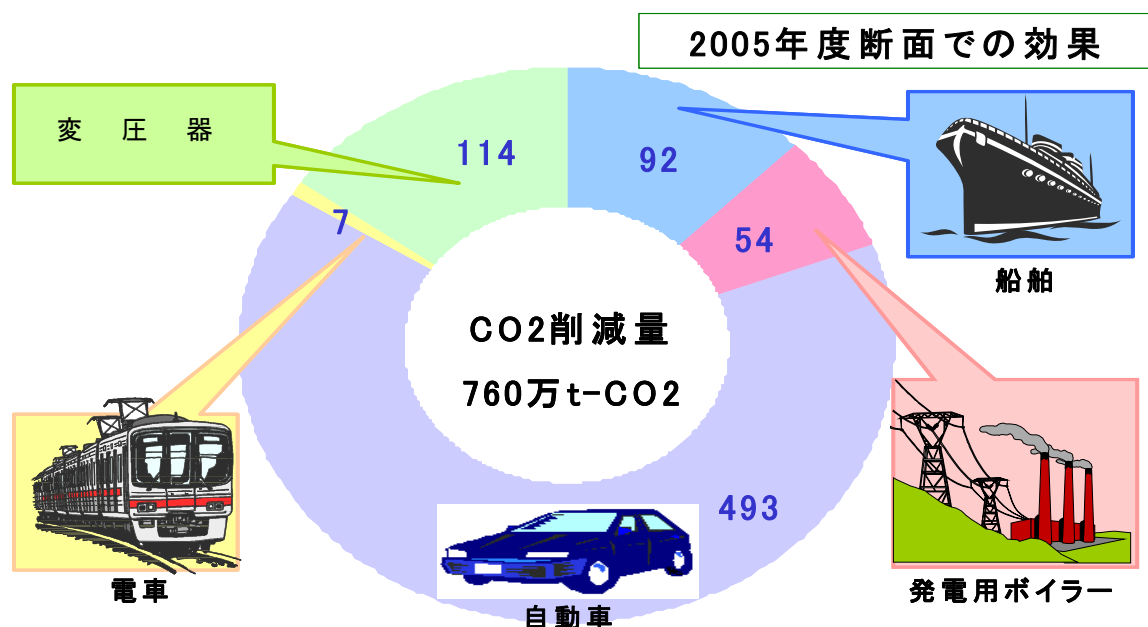 2005年度断面での効果
変圧器
114
92
7
54
船舶
CO2削減量
760万t-CO2
493
電車
自動車
発電用ボイラー